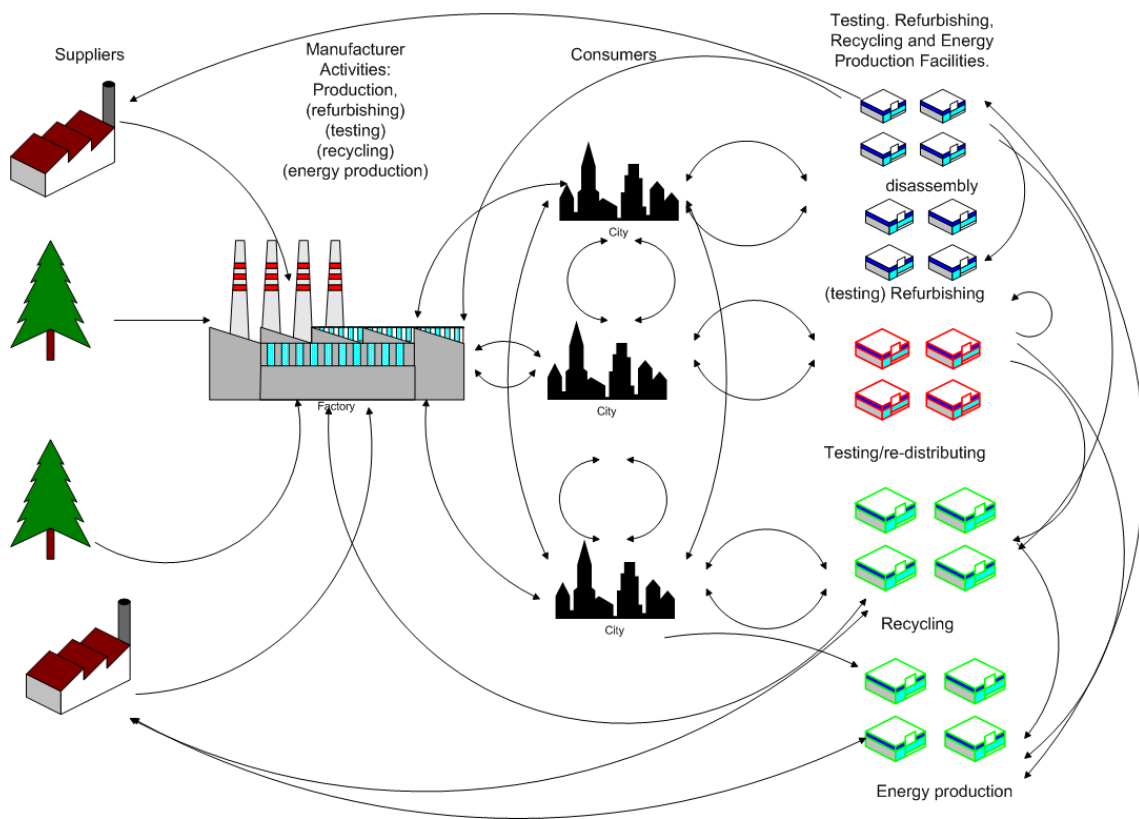 Suppliers
Manufacturer
Activities:
Production,
(refurbishing)
(testing)
(recycling)
(energy production)
Consumers
Testing. Refurbishing,
Recycling and Energy
Production Facilities.
disassembly
City
(testing) Refurbishing
Factory
City
Testing/re-distributing
City
Recycling
Energy production